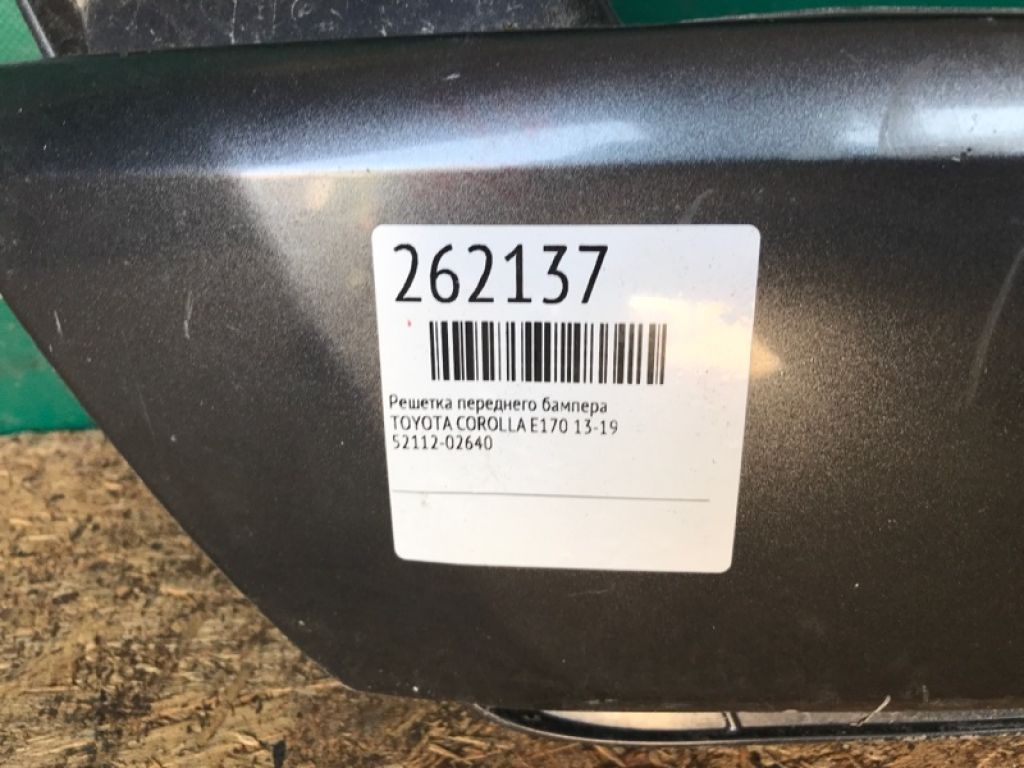 262137
Решетка переднего бампера
TOYOTA COROLLA E170 13-19
52112-02640